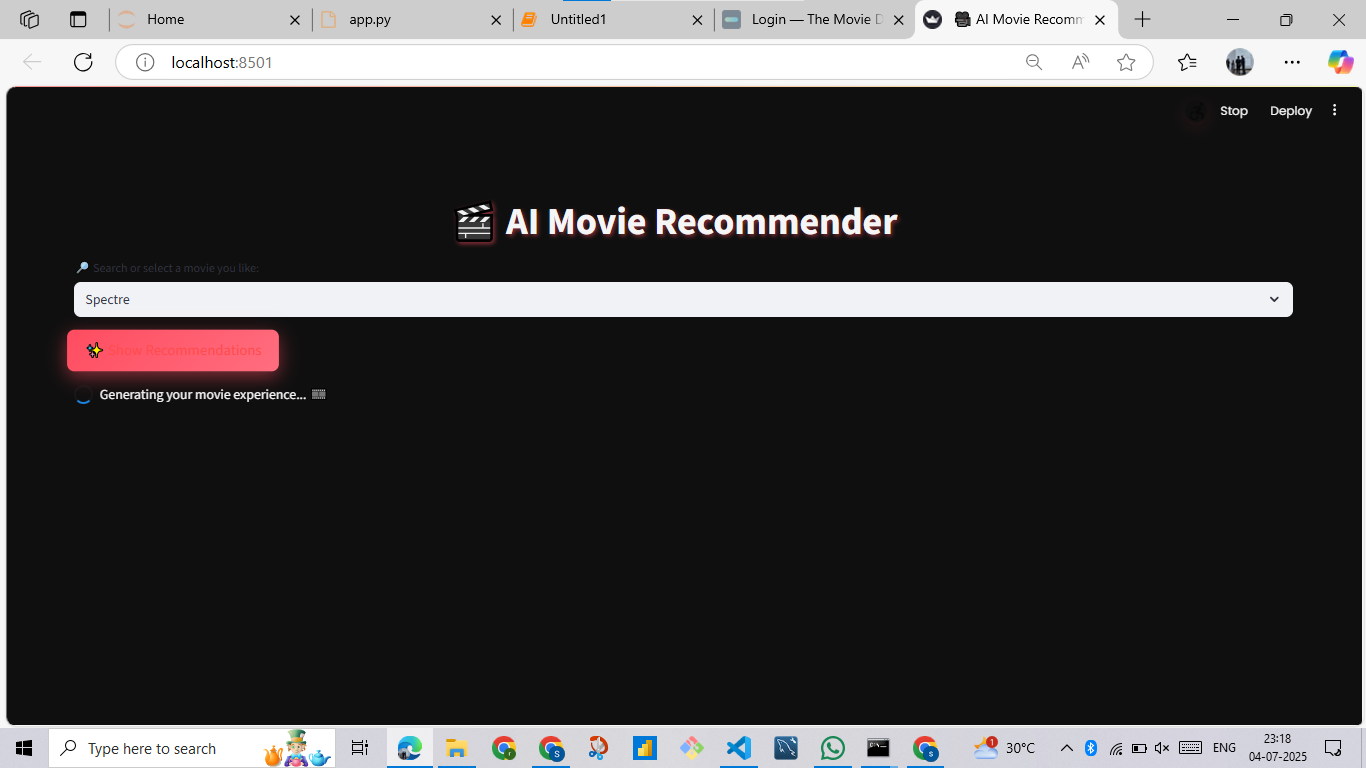 Home
app.py
Untitled1
Login — The Movie D
🎥 AI Movie Recomm
localhost:8501
Stop
Deploy
🎬 AI Movie Recommender
🔎 Search or select a movie you like:
Spectre
✨ Show Recommendations
Generating your movie experience... 🎞
Type here to search
1
30°C
ENG
23:18
04-07-2025